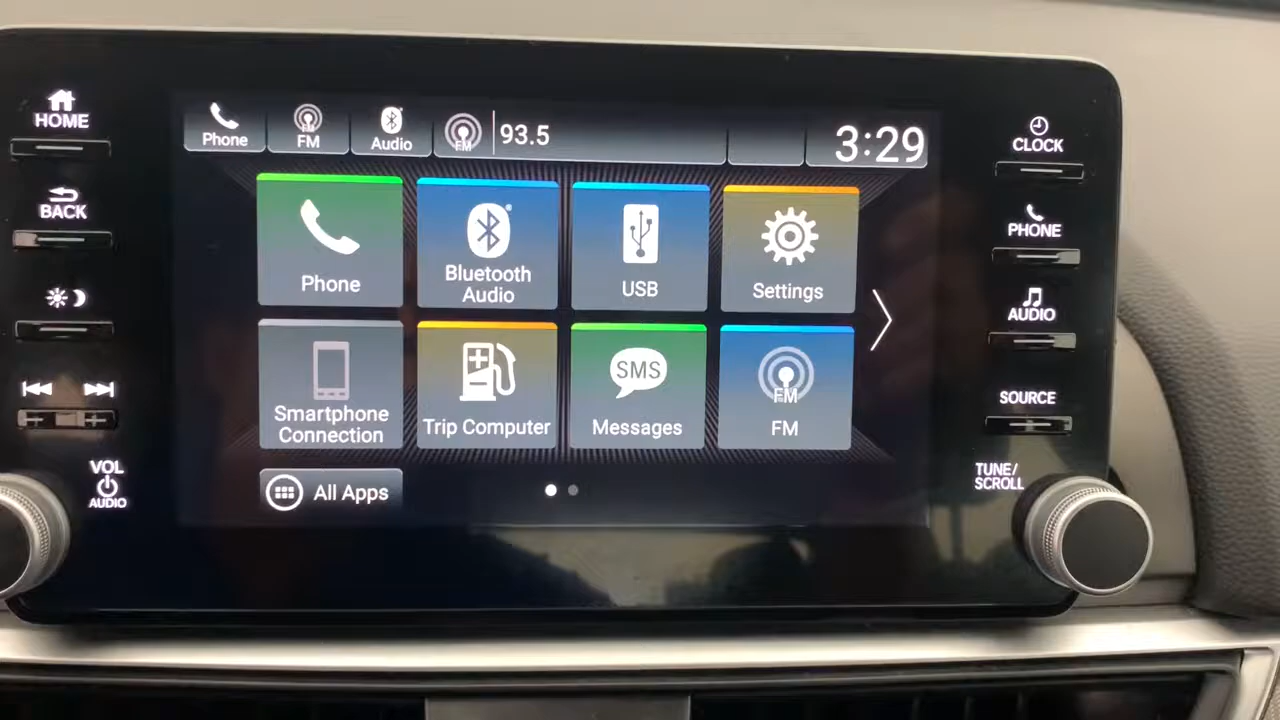 HOME
BACK
VOL
AUDIO
Phone
FM
FM
Audio
FM
93.5
3:29
Phone
Bluetooth
Audio
USB
Settings
Smartphone
Connection
Trip Computer
SMS
Messages
FM
FM
All Apps
CLOCK
PHONE
AUDIO
SOURCE
TUNE/
SCROLL